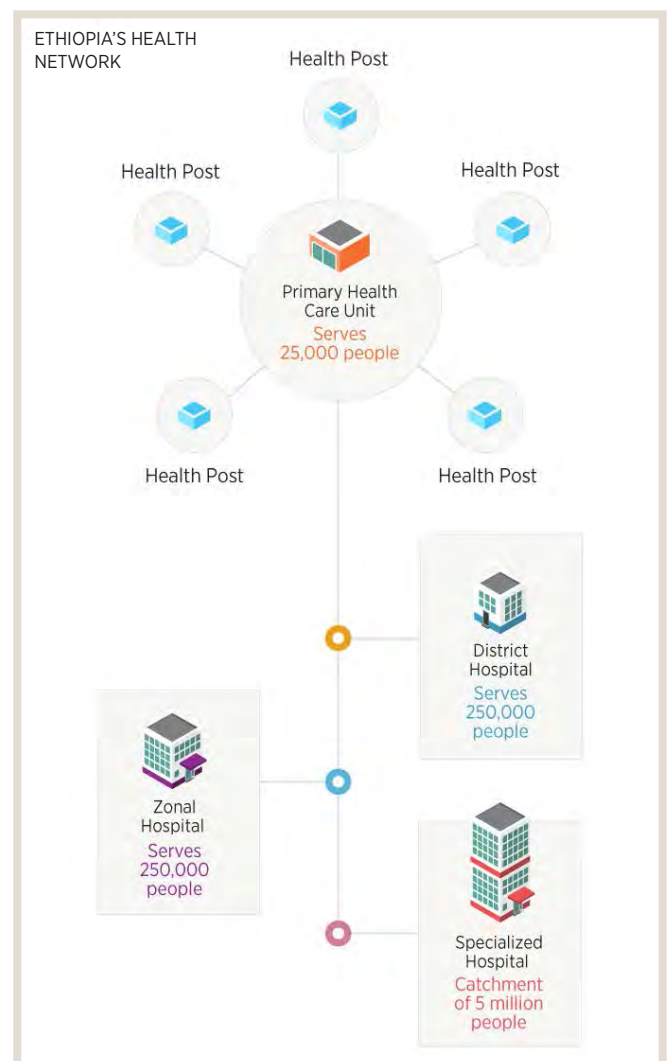 ETHIOPIA'S HEALTH
NETWORK
Health Post
Health Post
Health Post
Primary Health
Care Unit
Serves
25,000 people
Health Post
Health Post
District
Hospital
Serves
250,000
people
Zonal
Hospital
Serves
250,000
people
Specialized
Hospital
Catchment
of 5 million
people